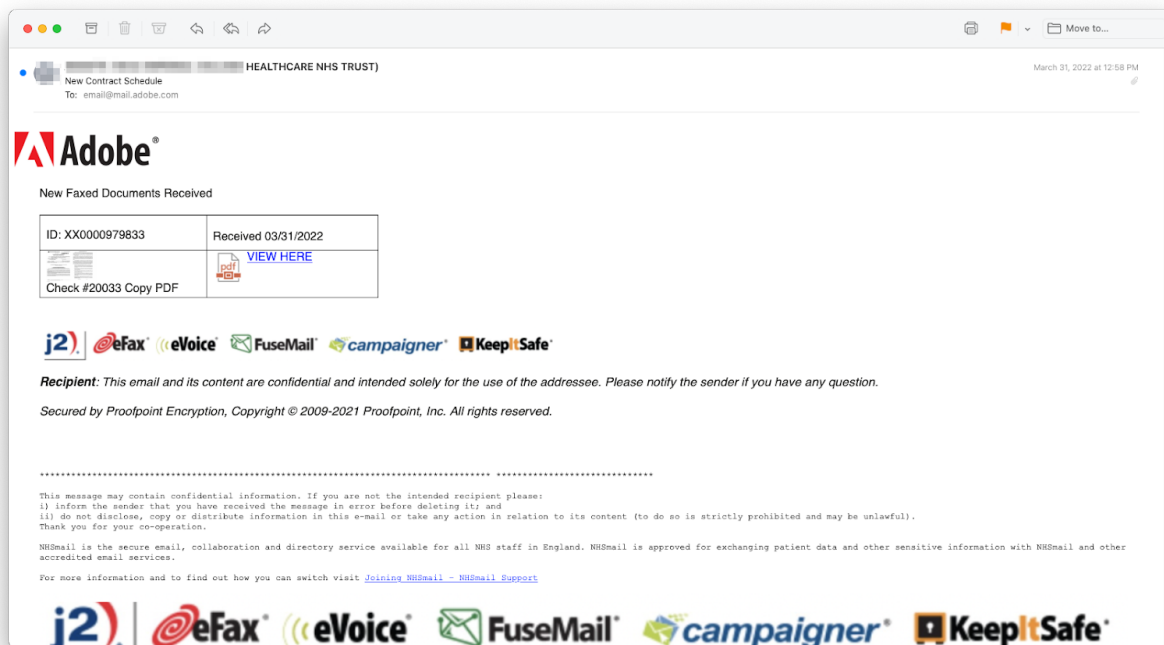 Move to...
HEALTHCARE NHS TRUST)
March 31, 2022 at 12:58 PM
New Contract Schedule
To: email@mail.adobe.com
Adobe®
New Faxed Documents Received
ID: XX0000979833
Received 03/31/2022
pdf
VIEW HERE
Check #20033 Copy PDF
j2) eFax® eVoice® FuseMail® campaigner® KeepItSafe®
Recipient: This email and its content are confidential and intended solely for the use of the addressee. Please notify the sender if you have any question.
Secured by Proofpoint Encryption, Copyright © 2009-2021 Proofpoint, Inc. All rights reserved.
This message may contain confidential information. If you are not the intended recipient please:
i) inform the sender that you have received the message in error before deleting it; and
ii) do not disclose, copy or distribute information in this e-mail or take any action in relation to its content (to do so is strictly prohibited and may be unlawful).
Thank you for your co-operation.
NHSmail is the secure email, collaboration and directory service available for all NHS staff in England. NHSmail is approved for exchanging patient data and other sensitive information with NHSmail and other
accredited email services.
For more information and to find out how you can switch visit Joining NHSmail – NHSmail Support
j2) eFax® eVoice® FuseMail® campaigner® KeepItSafe®